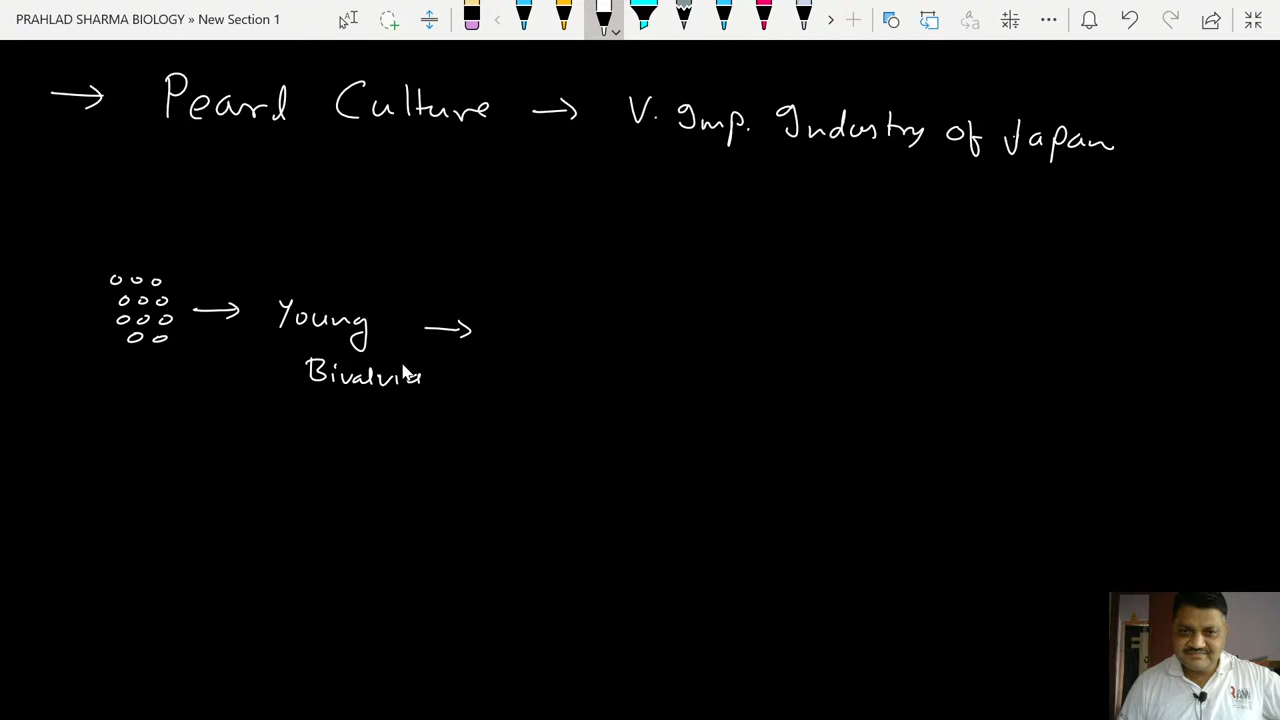 PRAHLAD SHARMA BIOLOGY » New Section 1
→ Pearl Culture → V. Imp. Industry of Japan
→ Young →
Bivalvia